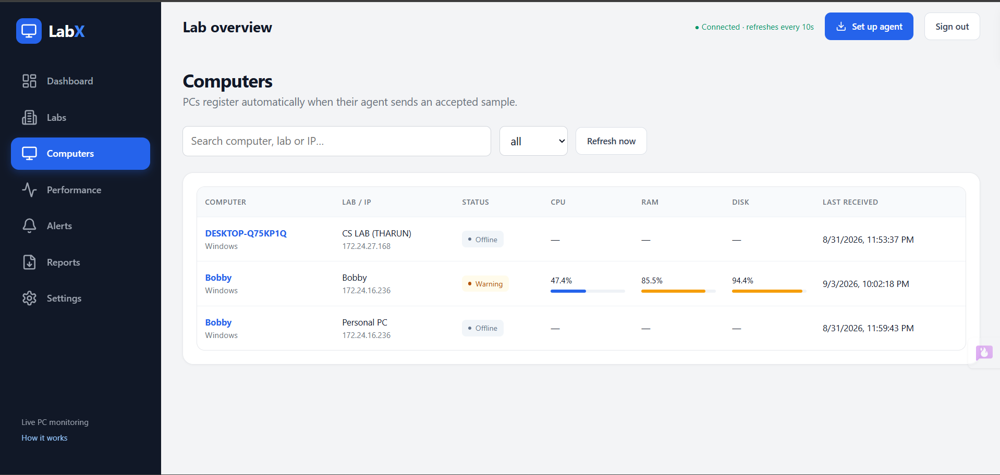 LabX
Lab overview
● Connected · refreshes every 10s
Set up agent
Sign out
Dashboard
Labs
Computers
Performance
Alerts
Reports
Settings
Live PC monitoring
How it works
Computers
PCs register automatically when their agent sends an accepted sample.
Search computer, lab or IP...
all
Refresh now
COMPUTER LAB / IP STATUS CPU RAM DISK LAST RECEIVED
DESKTOP-Q75KP1Q CS LAB (THARUN) Offline — — — 8/31/2026, 11:53:37 PM
Windows 172.24.27.168
Bobby Bobby Warning 47.4% 85.5% 94.4% 9/3/2026, 10:02:18 PM
Windows 172.24.16.236
Bobby Personal PC Offline — — — 8/31/2026, 11:59:43 PM
Windows 172.24.16.236